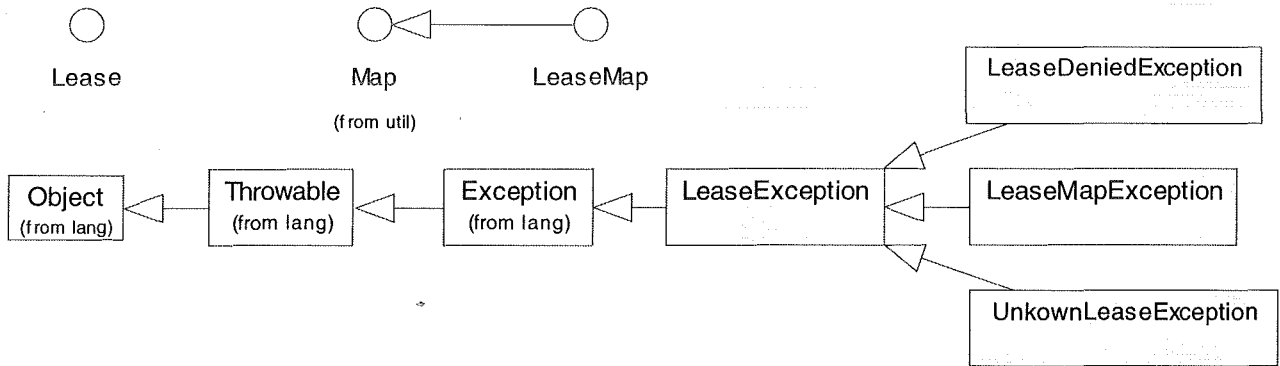 Lease
Map
(from util)
LeaseMap
LeaseDeniedException
Object
(from lang)
Throwable
(from lang)
Exception
(from lang)
LeaseException
LeaseMapException
UnkownLeaseException